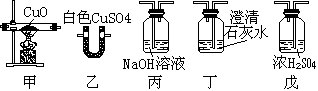 CuO
白色CuSO4
澄清
石灰水
NaOH溶液
浓H₂SO4
甲 乙 丙 丁 戊